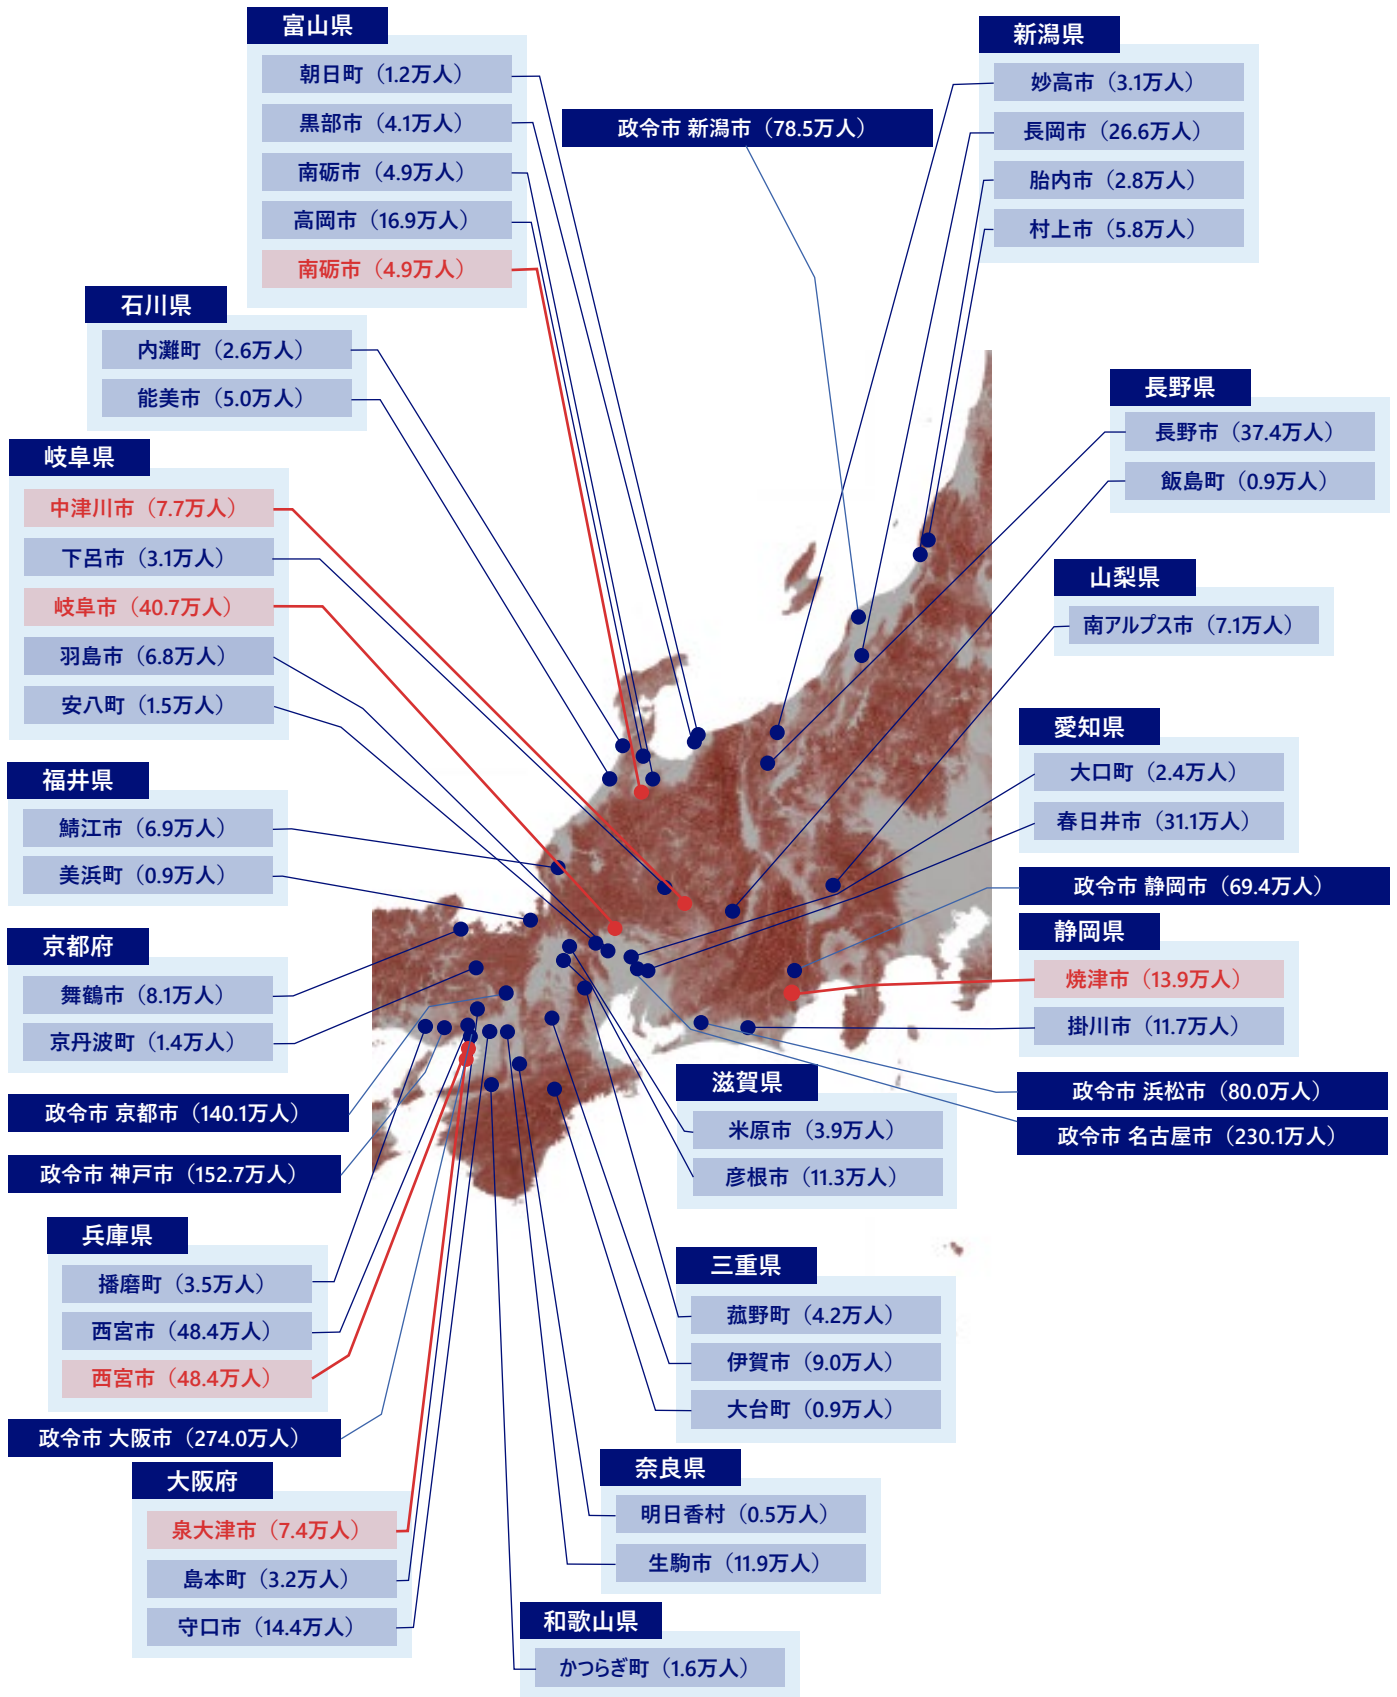 富山県
朝日町（1.2万人）
黒部市（4.1万人）
南砺市（4.9万人）
高岡市（16.9万人）
南砺市（4.9万人）
政令市 新潟市（78.5万人）
新潟県
妙高市（3.1万人）
長岡市（26.6万人）
胎内市（2.8万人）
村上市（5.8万人）
石川県
内灘町（2.6万人）
能美市（5.0万人）
長野県
長野市（37.4万人）
飯島町（0.9万人）
岐阜県
中津川市（7.7万人）
下呂市（3.1万人）
岐阜市（40.7万人）
羽島市（6.8万人）
安八町（1.5万人）
山梨県
南アルプス市（7.1万人）
愛知県
大口町（2.4万人）
春日井市（31.1万人）
福井県
鯖江市（6.9万人）
美浜町（0.9万人）
政令市 静岡市（69.4万人）
静岡県
焼津市（13.9万人）
掛川市（11.7万人）
京都府
舞鶴市（8.1万人）
京丹波町（1.4万人）
政令市 浜松市（80.0万人）
政令市 名古屋市（230.1万人）
政令市 京都市（140.1万人）
政令市 神戸市（152.7万人）
滋賀県
米原市（3.9万人）
彦根市（11.3万人）
兵庫県
播磨町（3.5万人）
西宮市（48.4万人）
西宮市（48.4万人）
三重県
菰野町（4.2万人）
伊賀市（9.0万人）
大台町（0.9万人）
政令市 大阪市（274.0万人）
大阪府
泉大津市（7.4万人）
島本町（3.2万人）
守口市（14.4万人）
奈良県
明日香村（0.5万人）
生駒市（11.9万人）
和歌山県
かつらぎ町（1.6万人）